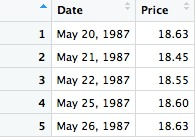 Date Price
1 May 20, 1987 18.63
2 May 21, 1987 18.45
3 May 22, 1987 18.55
4 May 25, 1987 18.60
5 May 26, 1987 18.63